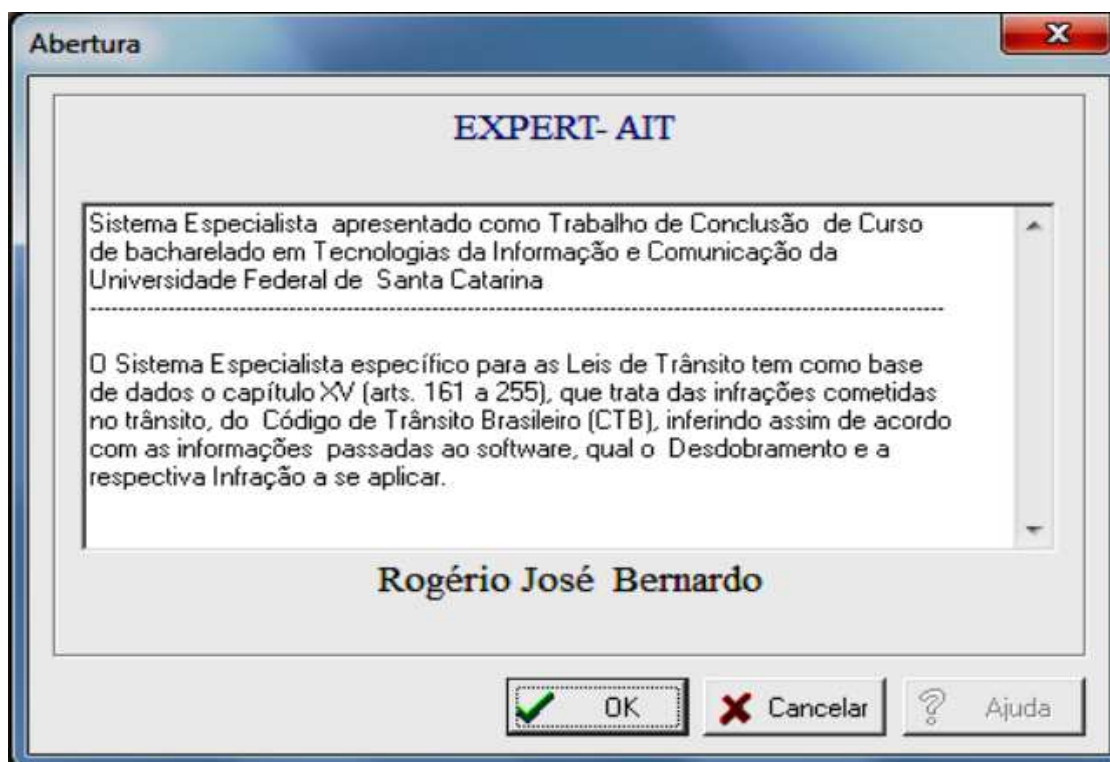 Abertura
EXPERT- AIT
Sistema Especialista apresentado como Trabalho de Conclusão de Curso
de bacharelado em Tecnologias da Informação e Comunicação da
Universidade Federal de Santa Catarina
--------------------------------------------------------------------------------
O Sistema Especialista específico para as Leis de Trânsito tem como base
de dados o capítulo XV (arts. 161 a 255), que trata das infrações cometidas
no trânsito, do Código de Trânsito Brasileiro (CTB), inferindo assim de acordo
com as informações passadas ao software, qual o Desdobramento e a
respectiva Infração a se aplicar.
Rogério José Bernardo
OK Cancelar ? Ajuda